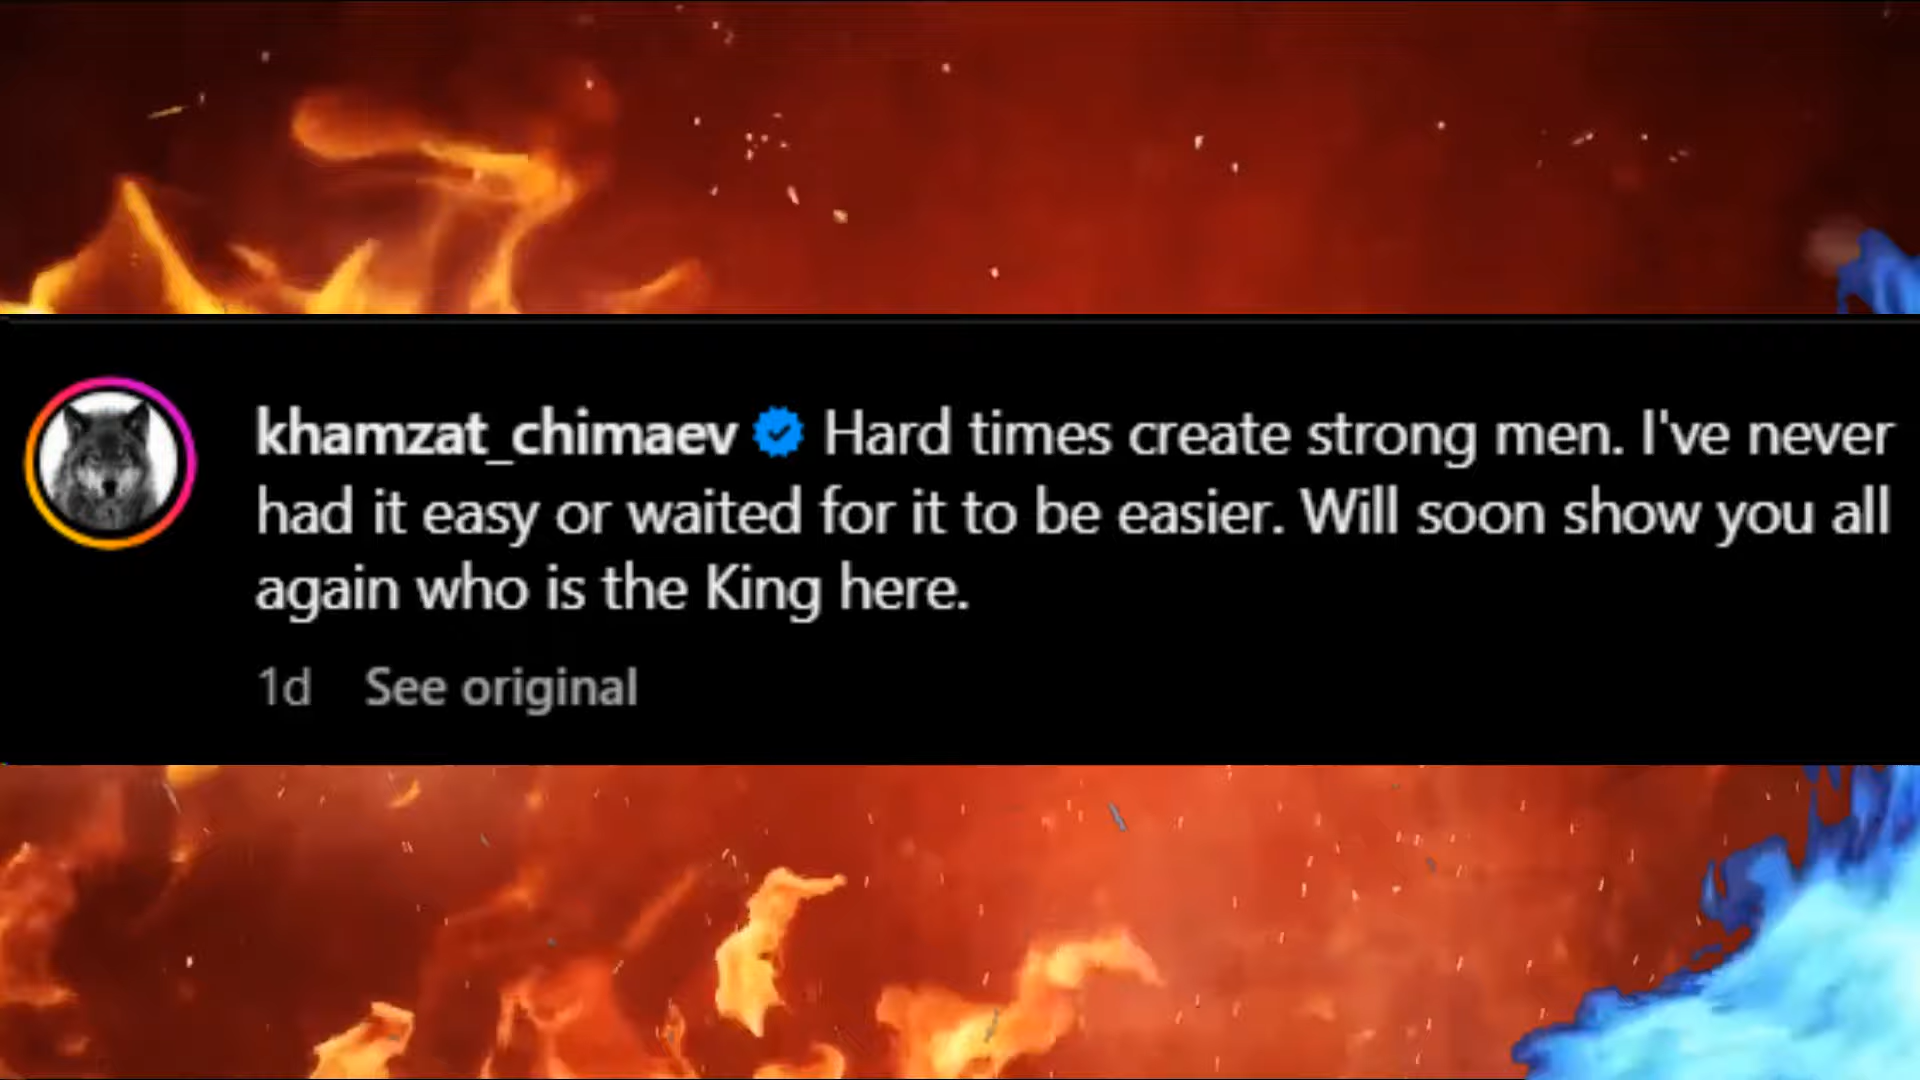 khamzat_chimaev Hard times create strong men. I've never
had it easy or waited for it to be easier. Will soon show you all
again who is the King here.
1d See original